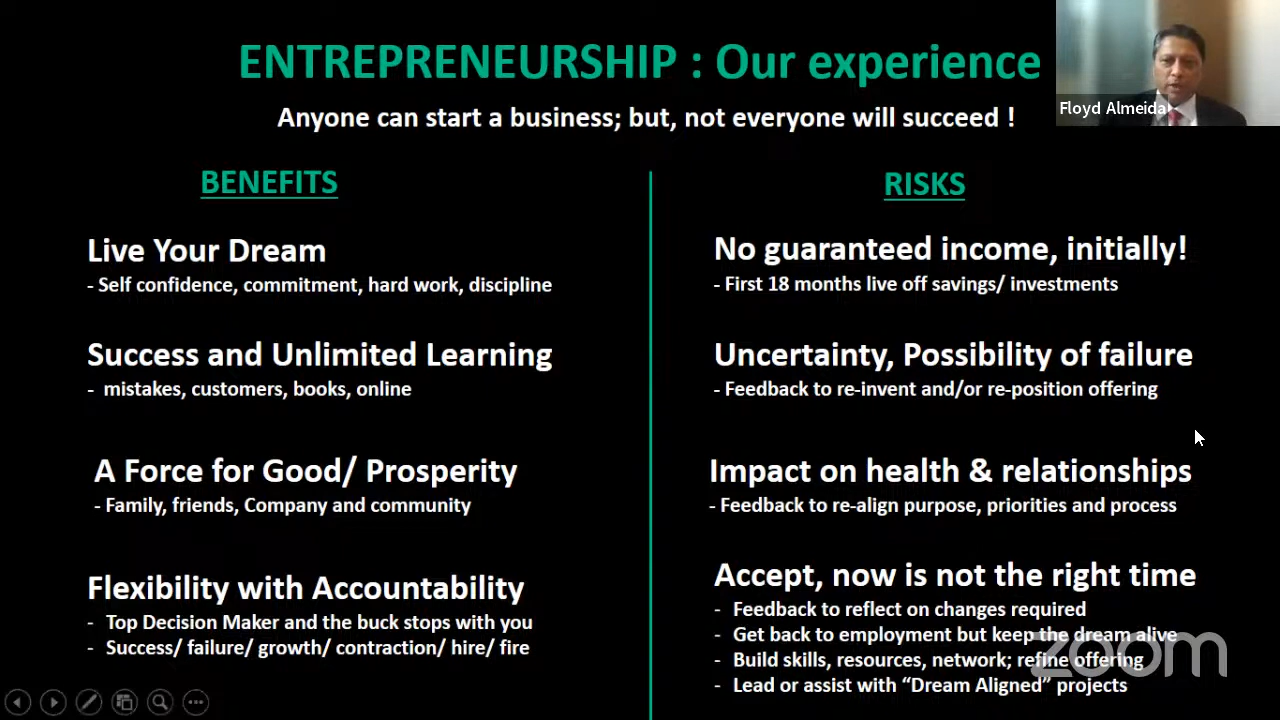 ENTREPRENEURSHIP : Our experience
Anyone can start a business; but, not everyone will succeed !
Floyd Almeida
BENEFITS
Live Your Dream
- Self confidence, commitment, hard work, discipline
Success and Unlimited Learning
- mistakes, customers, books, online
A Force for Good/ Prosperity
- Family, friends, Company and community
Flexibility with Accountability
- Top Decision Maker and the buck stops with you
- Success/ failure/ growth/ contraction/ hire/ fire
RISKS
No guaranteed income, initially!
- First 18 months live off savings/ investments
Uncertainty, Possibility of failure
- Feedback to re-invent and/or re-position offering
Impact on health & relationships
- Feedback to re-align purpose, priorities and process
Accept, now is not the right time
- Feedback to reflect on changes required
- Get back to employment but keep the dream alive
- Build skills, resources, network; refine offering
- Lead or assist with “Dream Aligned” projects
zoom